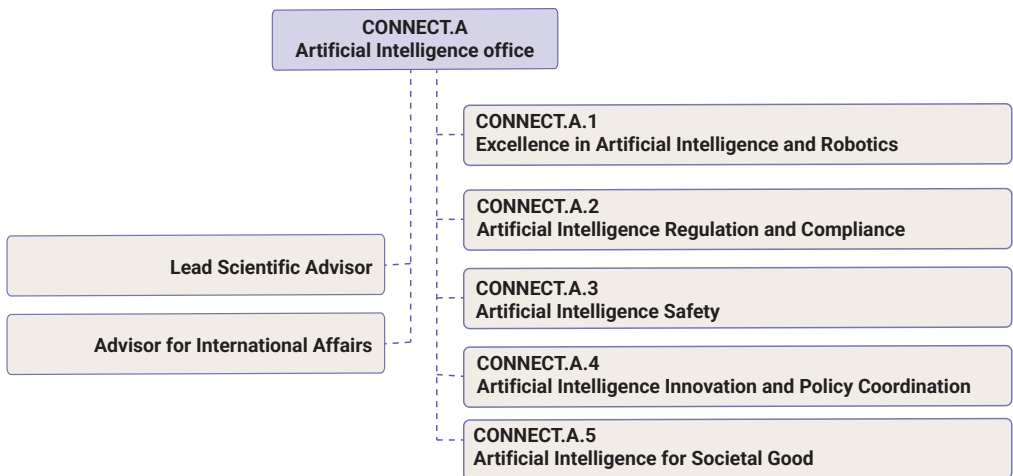 CONNECT.A
Artificial Intelligence office
CONNECT.A.1
Excellence in Artificial Intelligence and Robotics
CONNECT.A.2
Artificial Intelligence Regulation and Compliance
Lead Scientific Advisor
CONNECT.A.3
Artificial Intelligence Safety
Advisor for International Affairs
CONNECT.A.4
Artificial Intelligence Innovation and Policy Coordination
CONNECT.A.5
Artificial Intelligence for Societal Good